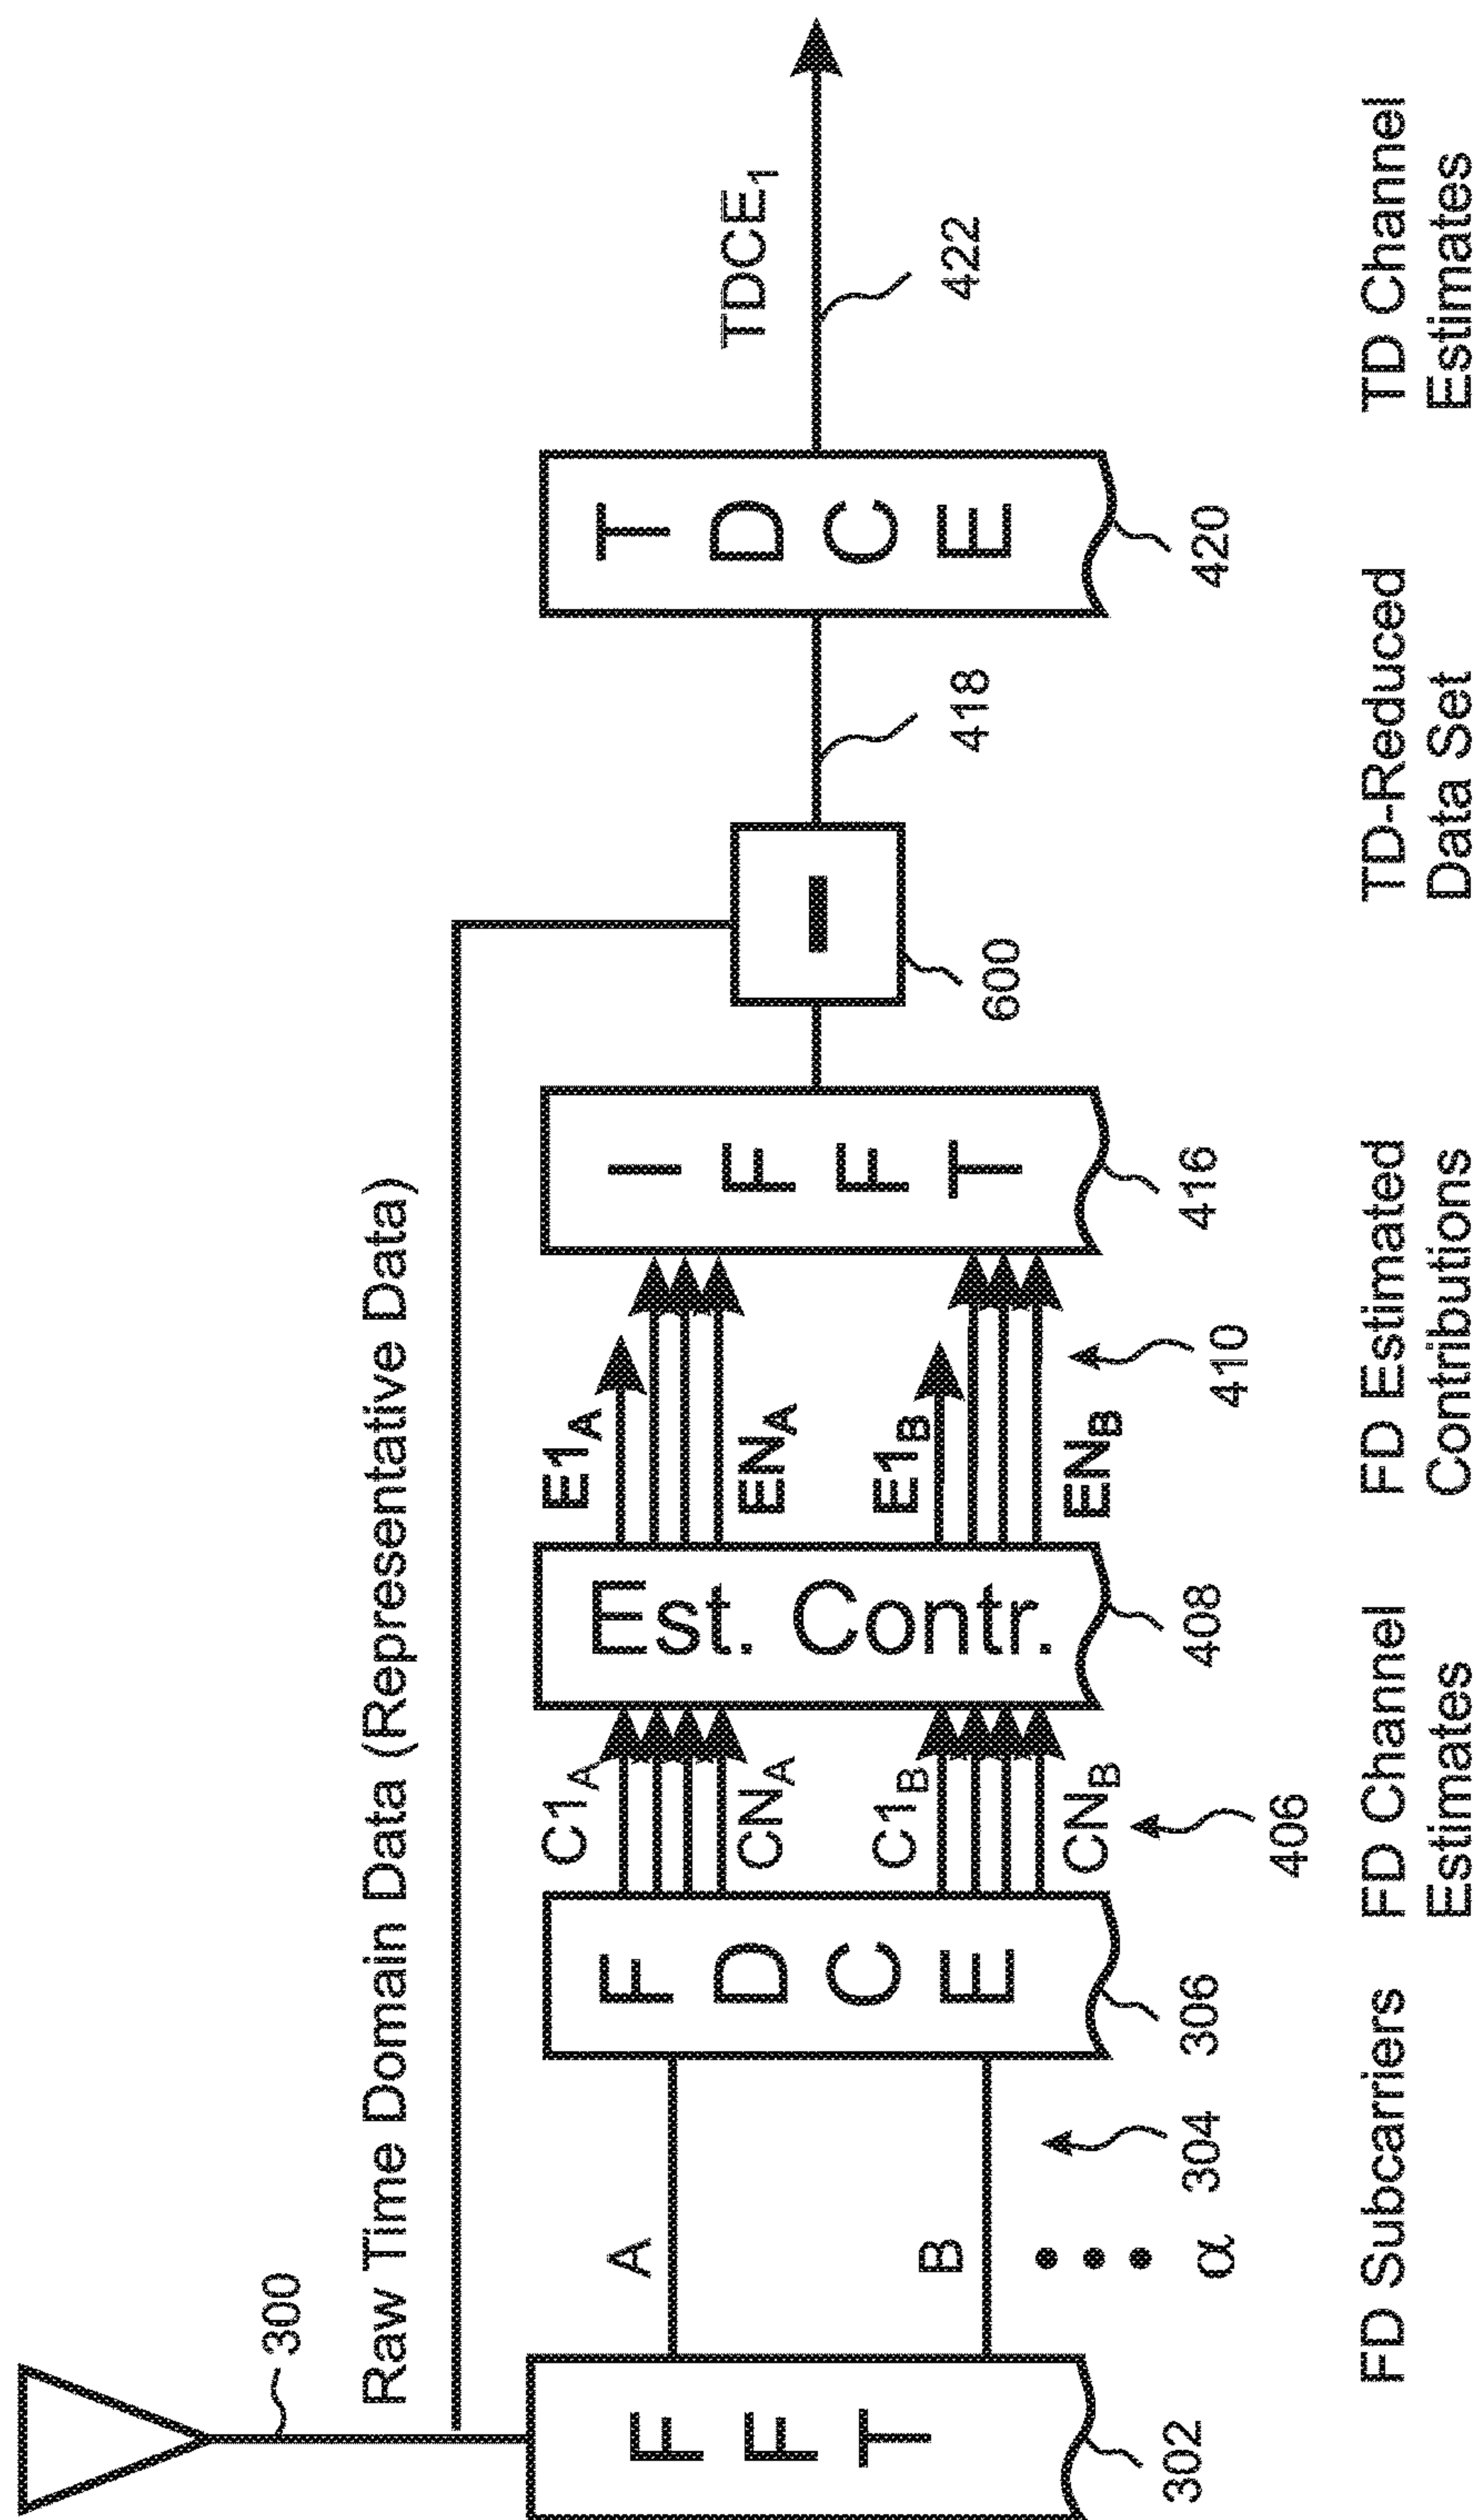 300
Raw Time Domain Data (Representative Data)
FFT
302
A
B
α
304
FDCE
306
C1A
CNA
C1B
CNB
406
Est. Contr.
408
E1A
ENA
E1B
ENB
410
IFFT
416
600
418
TDCE
420
TDCE1
422
FD Subcarriers
FD Channel
Estimates
FD Estimated
Contributions
TD-Reduced
Data Set
TD Channel
Estimates